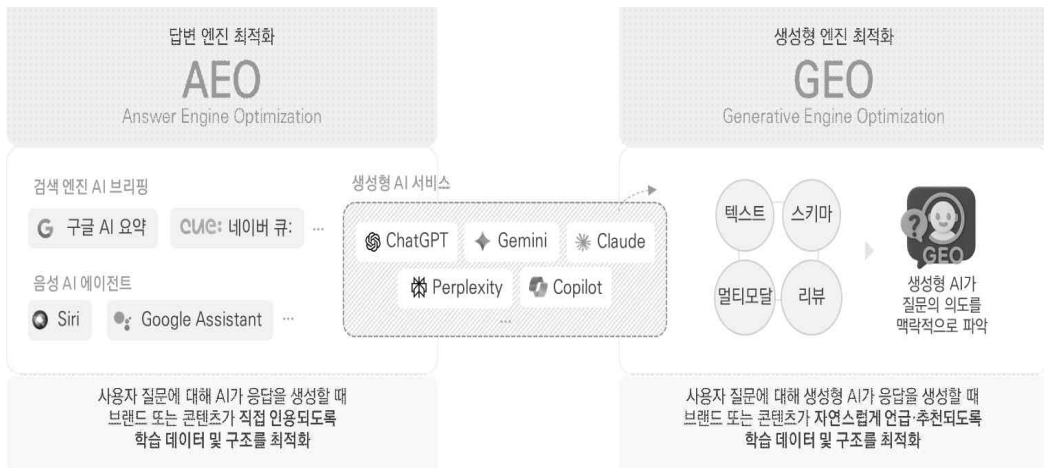 답변 엔진 최적화
AEO
Answer Engine Optimization
검색 엔진 AI 브리핑
G 구글 AI 요약
cue: 네이버 큐:
...
음성 AI 에이전트
Siri
Google Assistant
...
생성형 AI 서비스
ChatGPT
Gemini
Claude
Perplexity
Copilot
...
사용자 질문에 대해 AI가 응답을 생성할 때
브랜드 또는 콘텐츠가 직접 인용되도록
학습 데이터 및 구조를 최적화
생성형 엔진 최적화
GEO
Generative Engine Optimization
텍스트
스키마
멀티모달
리뷰
?
GEO
생성형 AI가
질문의 의도를
맥락적으로 파악
사용자 질문에 대해 생성형 AI가 응답을 생성할 때
브랜드 또는 콘텐츠가 자연스럽게 언급·추천되도록
학습 데이터 및 구조를 최적화